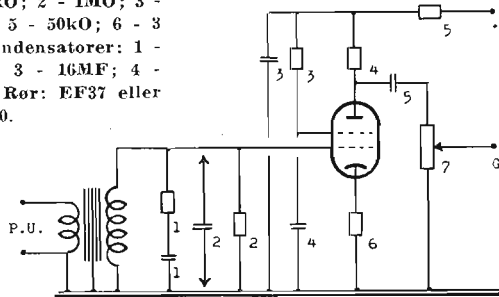 kO; 2 - 1MO; 3 -
5 - 50kO; 6 - 3
ndensatorer: 1 -
3 - 16MF; 4 -
Rør: EF37 eller
0.
5
3
3
4
5
7
G
P.U.
1
1
2
2
4
6